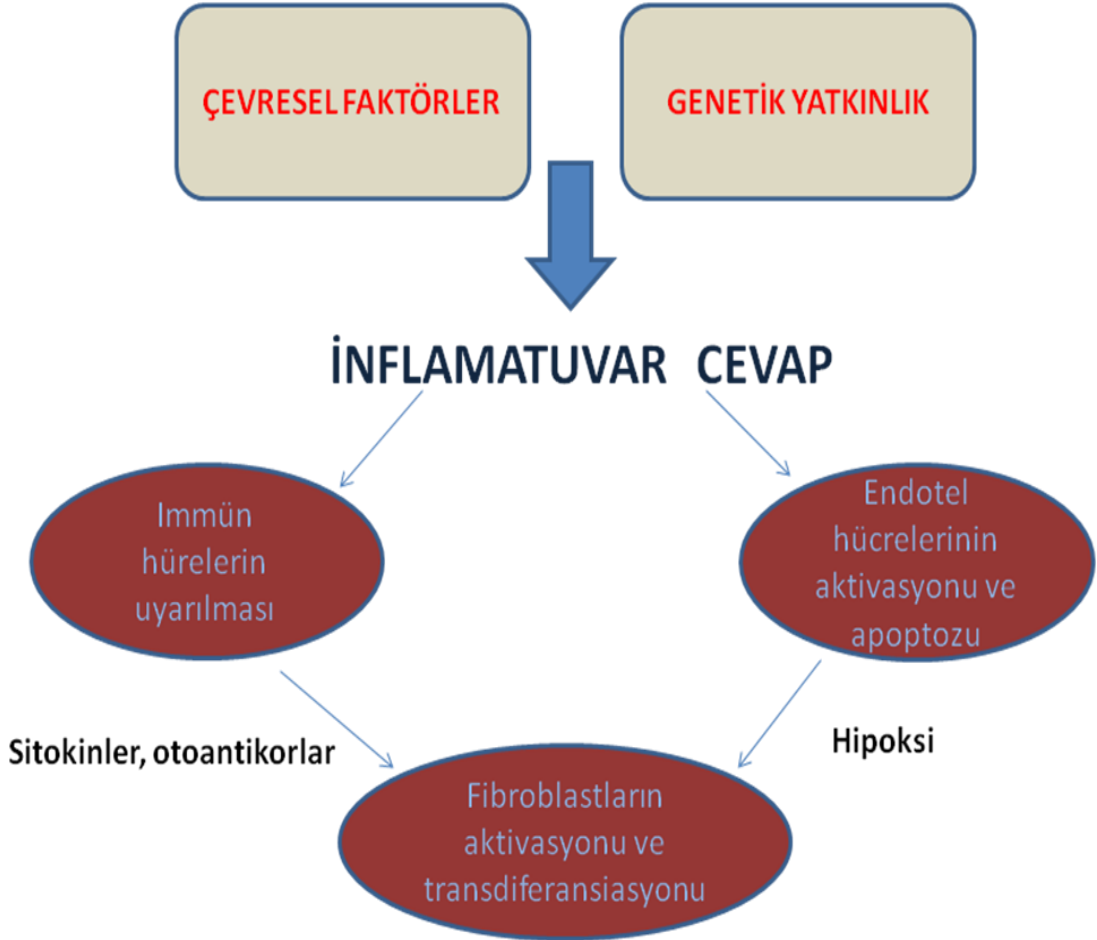 ÇEVRESEL FAKTÖRLER
GENETİK YATKINLIK
İNFLAMATUVAR CEVAP
Immün
hürelerin
uyarılması
Endotel
hücrelerinin
aktivasyonu ve
apoptozu
Sitokinler, otoantikorlar
Hipoksi
Fibroblastların
aktivasyonu ve
transdiferansiasyonu